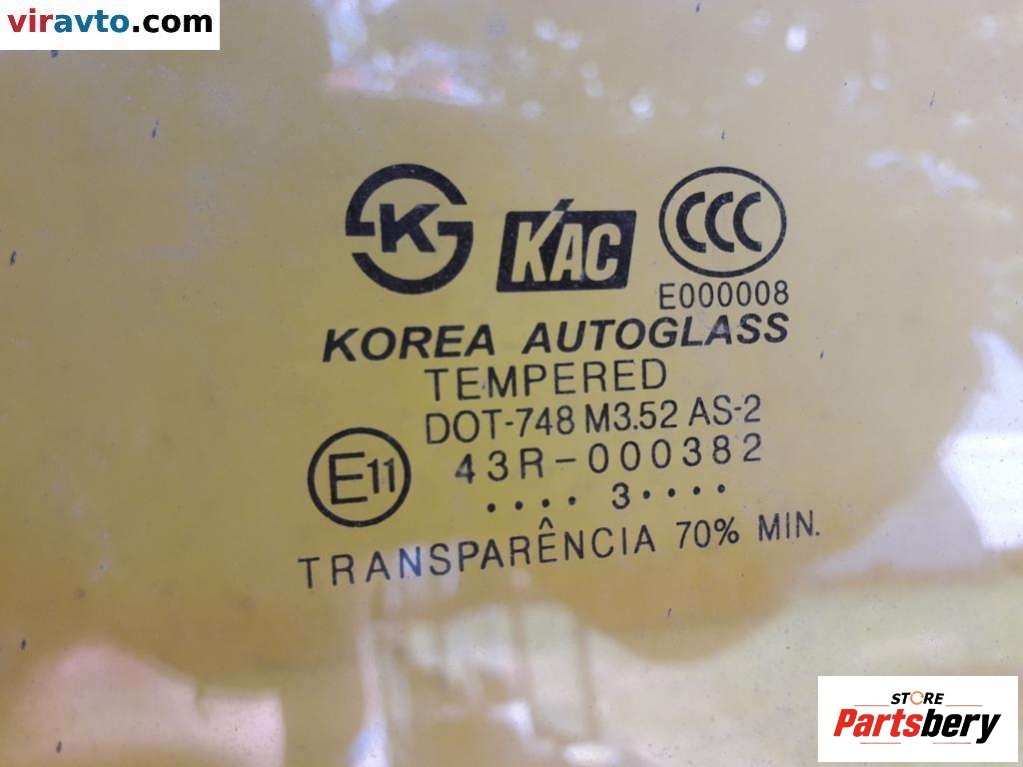 viravto.com
K
KAC
CCC
E000008
KOREA AUTOGLASS
TEMPERED
DOT-748 M3.52 AS-2
E11
43R-000382
.... 3....
TRANSPARÊNCIA 70% MIN.
STORE
Partsbery